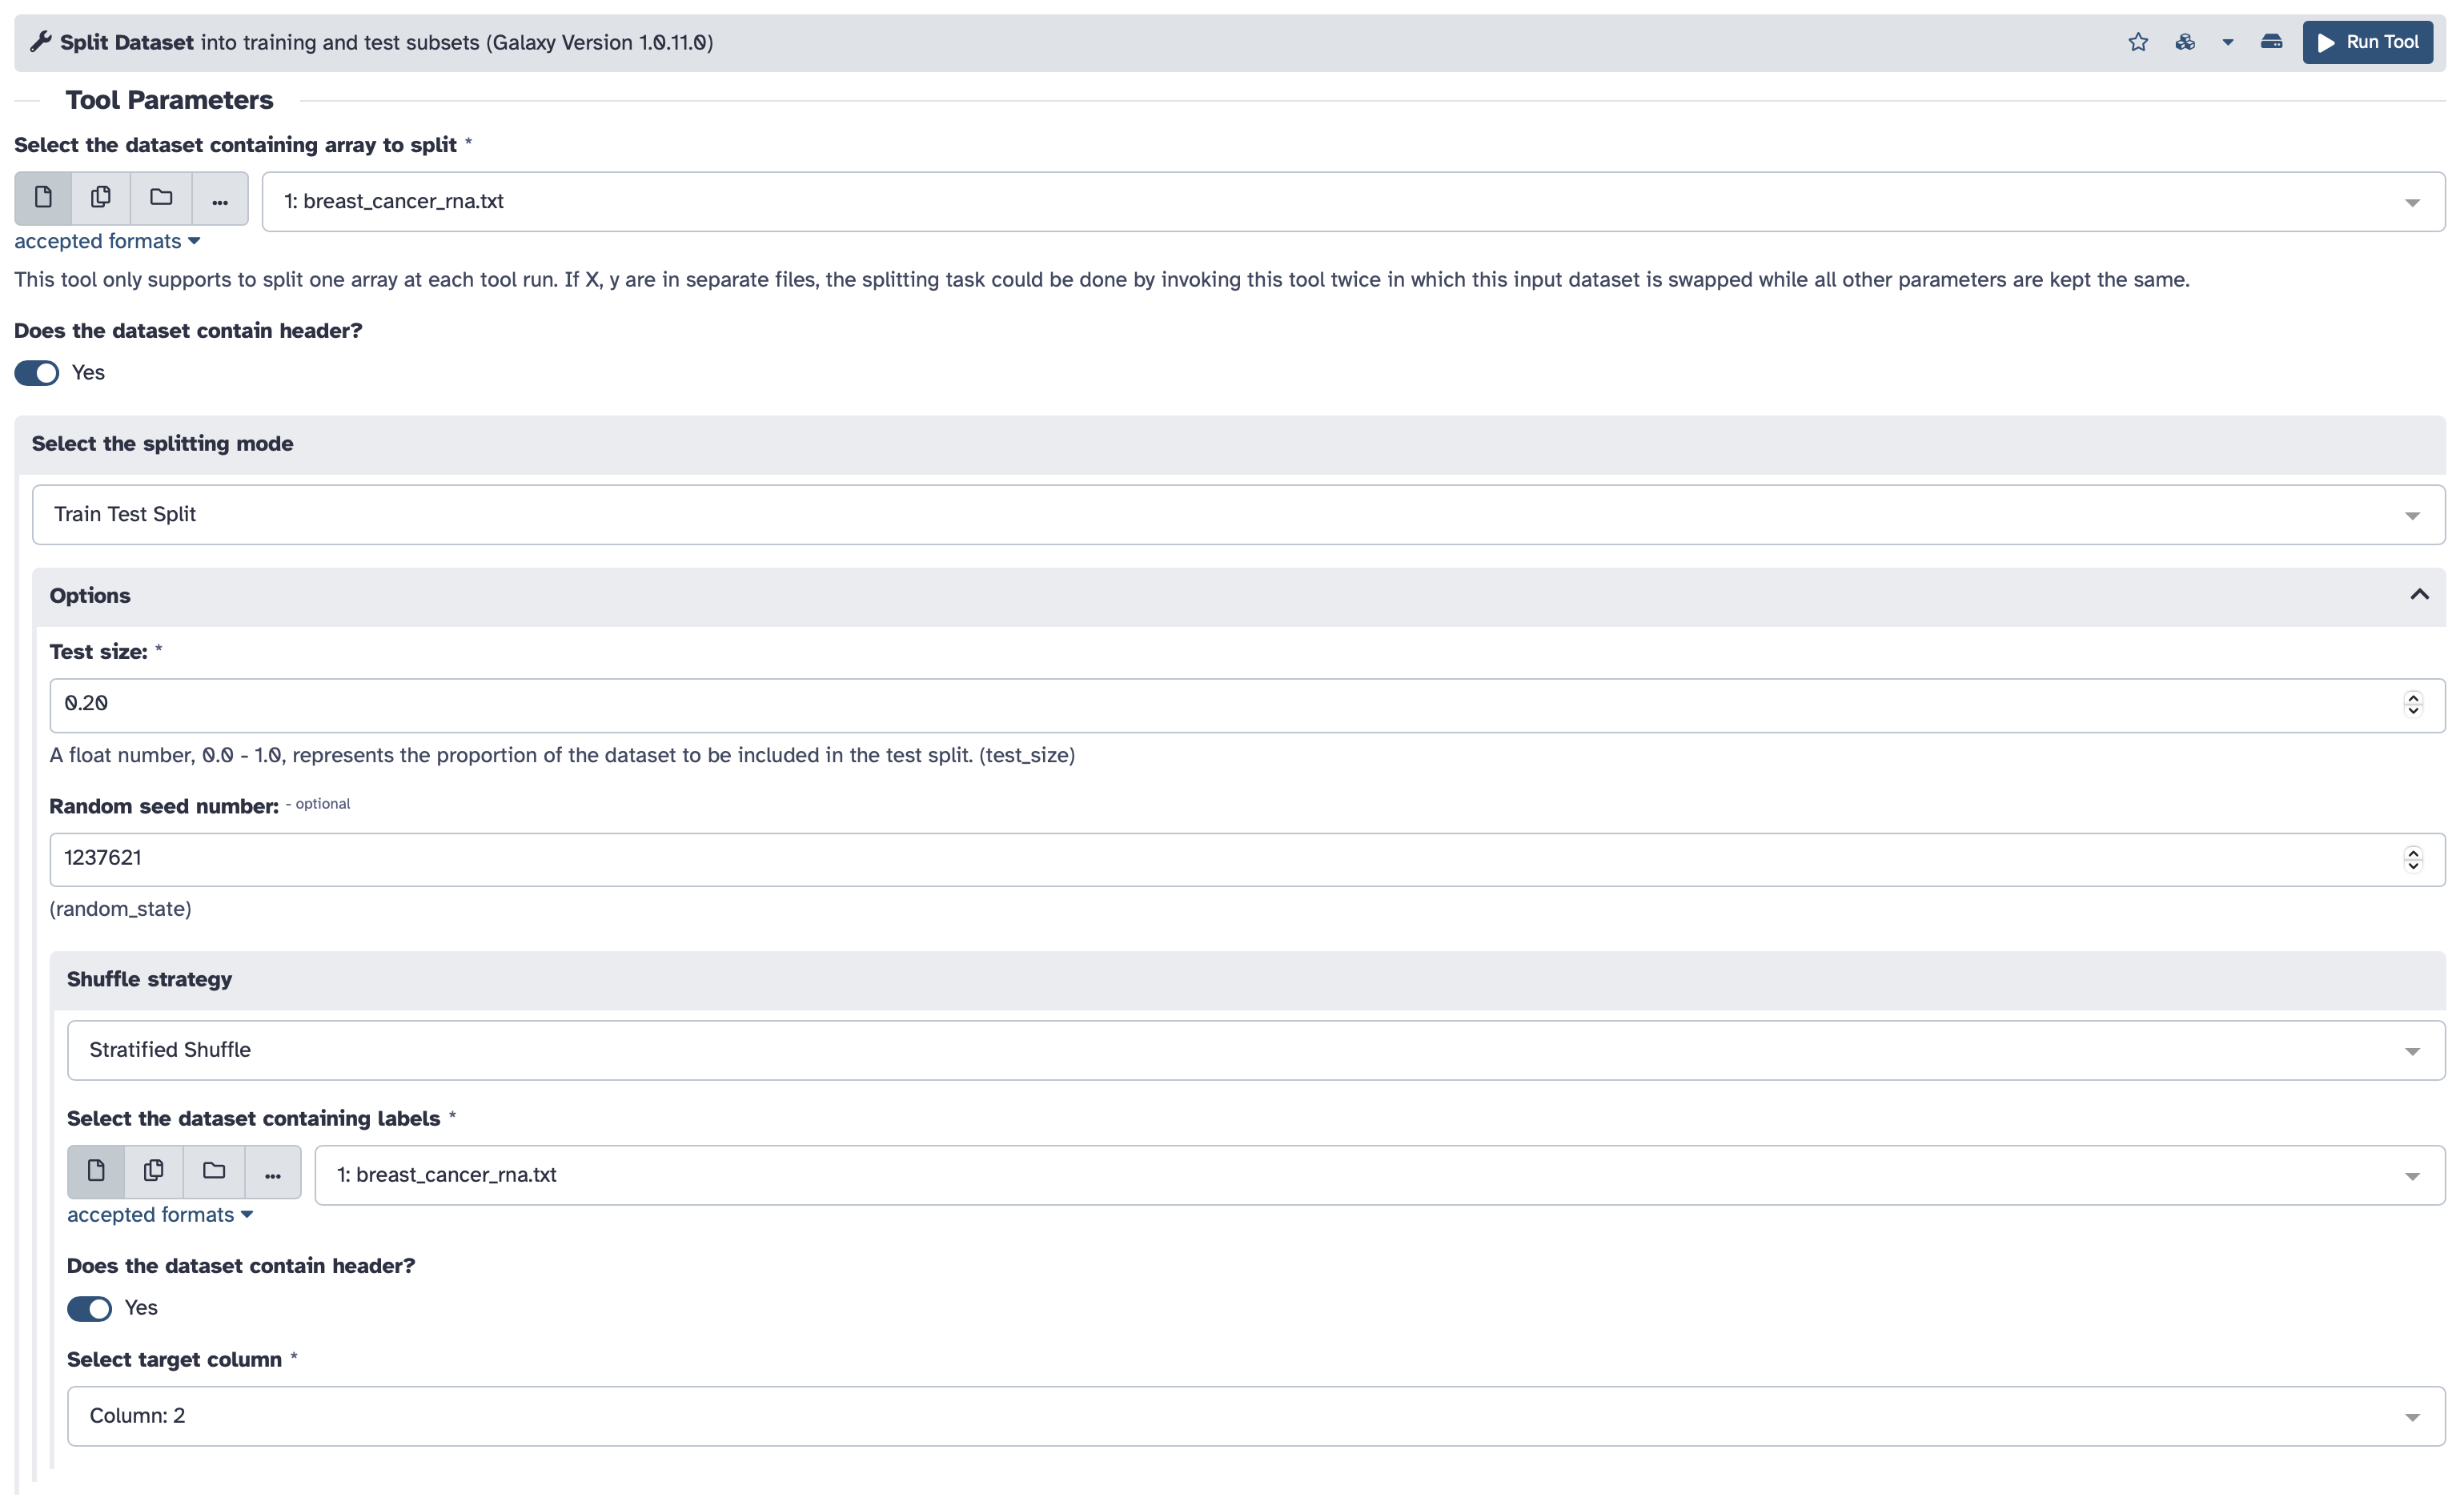 Split Dataset into training and test subsets (Galaxy Version 1.0.11.0)
Run Tool
Tool Parameters
Select the dataset containing array to split *
... 1: breast_cancer_rna.txt
accepted formats
This tool only supports to split one array at each tool run. If X, y are in separate files, the splitting task could be done by invoking this tool twice in which this input dataset is swapped while all other parameters are kept the same.
Does the dataset contain header?
Yes
Select the splitting mode
Train Test Split
Options
Test size: *
0.20
A float number, 0.0 - 1.0, represents the proportion of the dataset to be included in the test split. (test_size)
Random seed number: - optional
1237621
(random_state)
Shuffle strategy
Stratified Shuffle
Select the dataset containing labels *
... 1: breast_cancer_rna.txt
accepted formats
Does the dataset contain header?
Yes
Select target column *
Column: 2